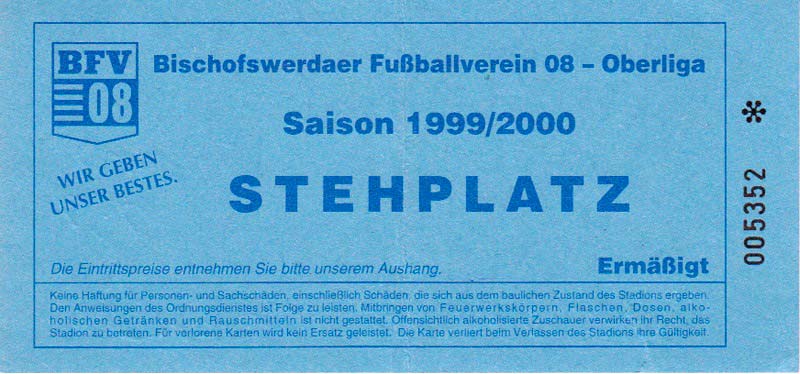 BFV
08
Bischofswerdaer Fußballverein 08 – Oberliga
Saison 1999/2000
WIR GEBEN
UNSER BESTES.
STEHPLATZ
Die Eintrittspreise entnehmen Sie bitte unserem Aushang.
Ermäßigt
Keine Haftung für Personen- und Sachschäden, einschließlich Schäden, die sich aus dem baulichen Zustand des Stadions ergeben.
Den Anweisungen des Ordnungsdienstes ist Folge zu leisten. Mitbringen von Feuerwerkskörpern, Flaschen, Dosen, alko-
holischen Getränken und Rauschmitteln ist nicht gestattet. Offensichtlich alkoholisierte Zuschauer verwirken ihr Recht, das
Stadion zu betreten. Für verlorene Karten wird kein Ersatz geleistet. Die Karte verliert beim Verlassen des Stadions ihre Gültigkeit.
005352 *